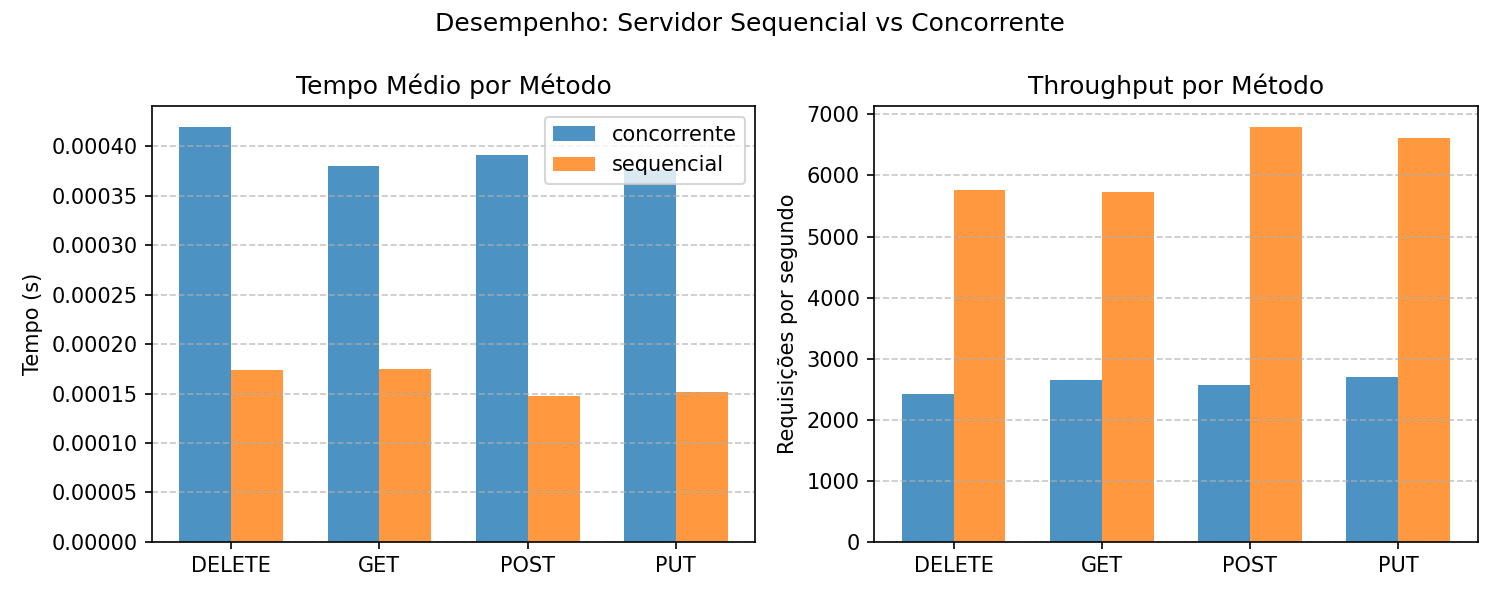 Desempenho: Servidor Sequencial vs Concorrente
Tempo Médio por Método
concorrente
sequencial
Tempo (s)
0.00040
0.00035
0.00030
0.00025
0.00020
0.00015
0.00010
0.00005
0.00000
DELETE GET POST PUT
Throughput por Método
Requisições por segundo
7000
6000
5000
4000
3000
2000
1000
0
DELETE GET POST PUT